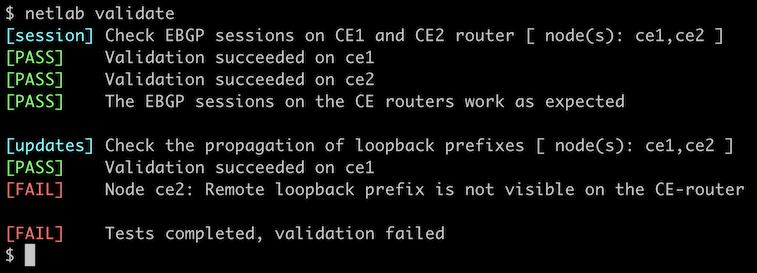 $ netlab validate
[session] Check EBGP sessions on CE1 and CE2 router [ node(s): ce1,ce2 ]
[PASS]    Validation succeeded on ce1
[PASS]    Validation succeeded on ce2
[PASS]    The EBGP sessions on the CE routers work as expected
[updates] Check the propagation of loopback prefixes [ node(s): ce1,ce2 ]
[PASS]    Validation succeeded on ce1
[FAIL]    Node ce2: Remote loopback prefix is not visible on the CE-router
[FAIL]    Tests completed, validation failed
$